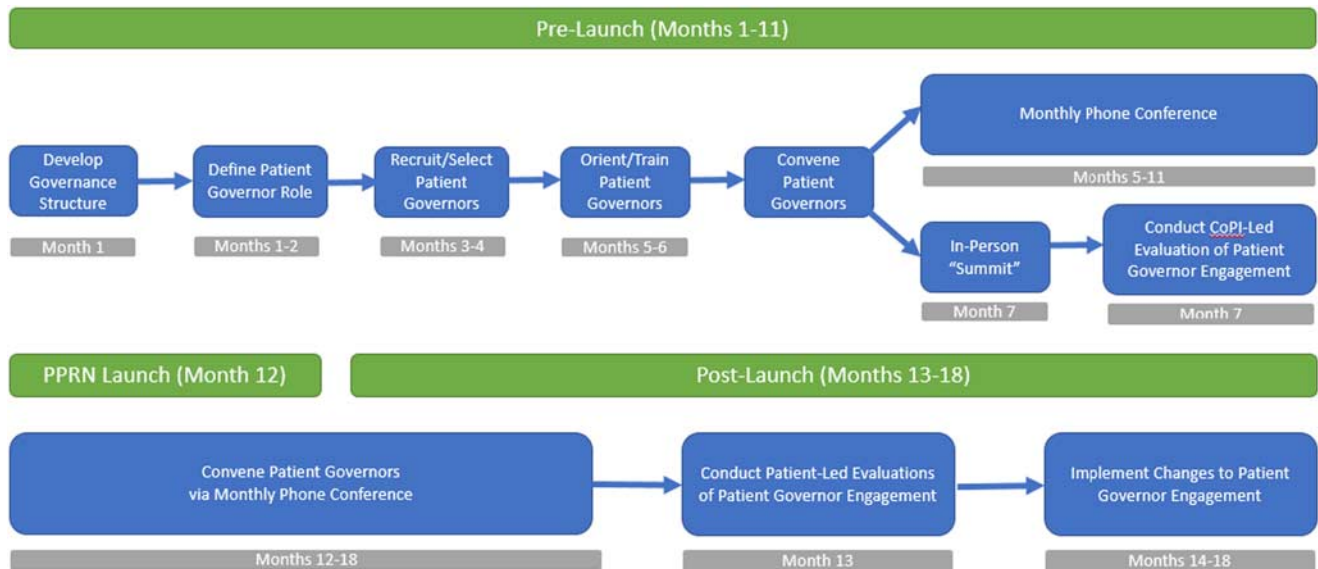 Pre-Launch (Months 1-11)
Monthly Phone Conference
Months 5-11
Develop
Governance
Structure
Month 1
Define Patient
Governor Role
Months 1-2
Recruit/Select
Patient
Governors
Months 3-4
Orient/Train
Patient
Governors
Months 5-6
Convene
Patient
Governors
In-Person
“Summit”
Month 7
Conduct CoPI-Led
Evaluation of Patient
Governor Engagement
Month 7
PPRN Launch (Month 12)
Post-Launch (Months 13-18)
Convene Patient Governors
via Monthly Phone Conference
Months 12-18
Conduct Patient-Led Evaluations
of Patient Governor Engagement
Month 13
Implement Changes to Patient
Governor Engagement
Months 14-18